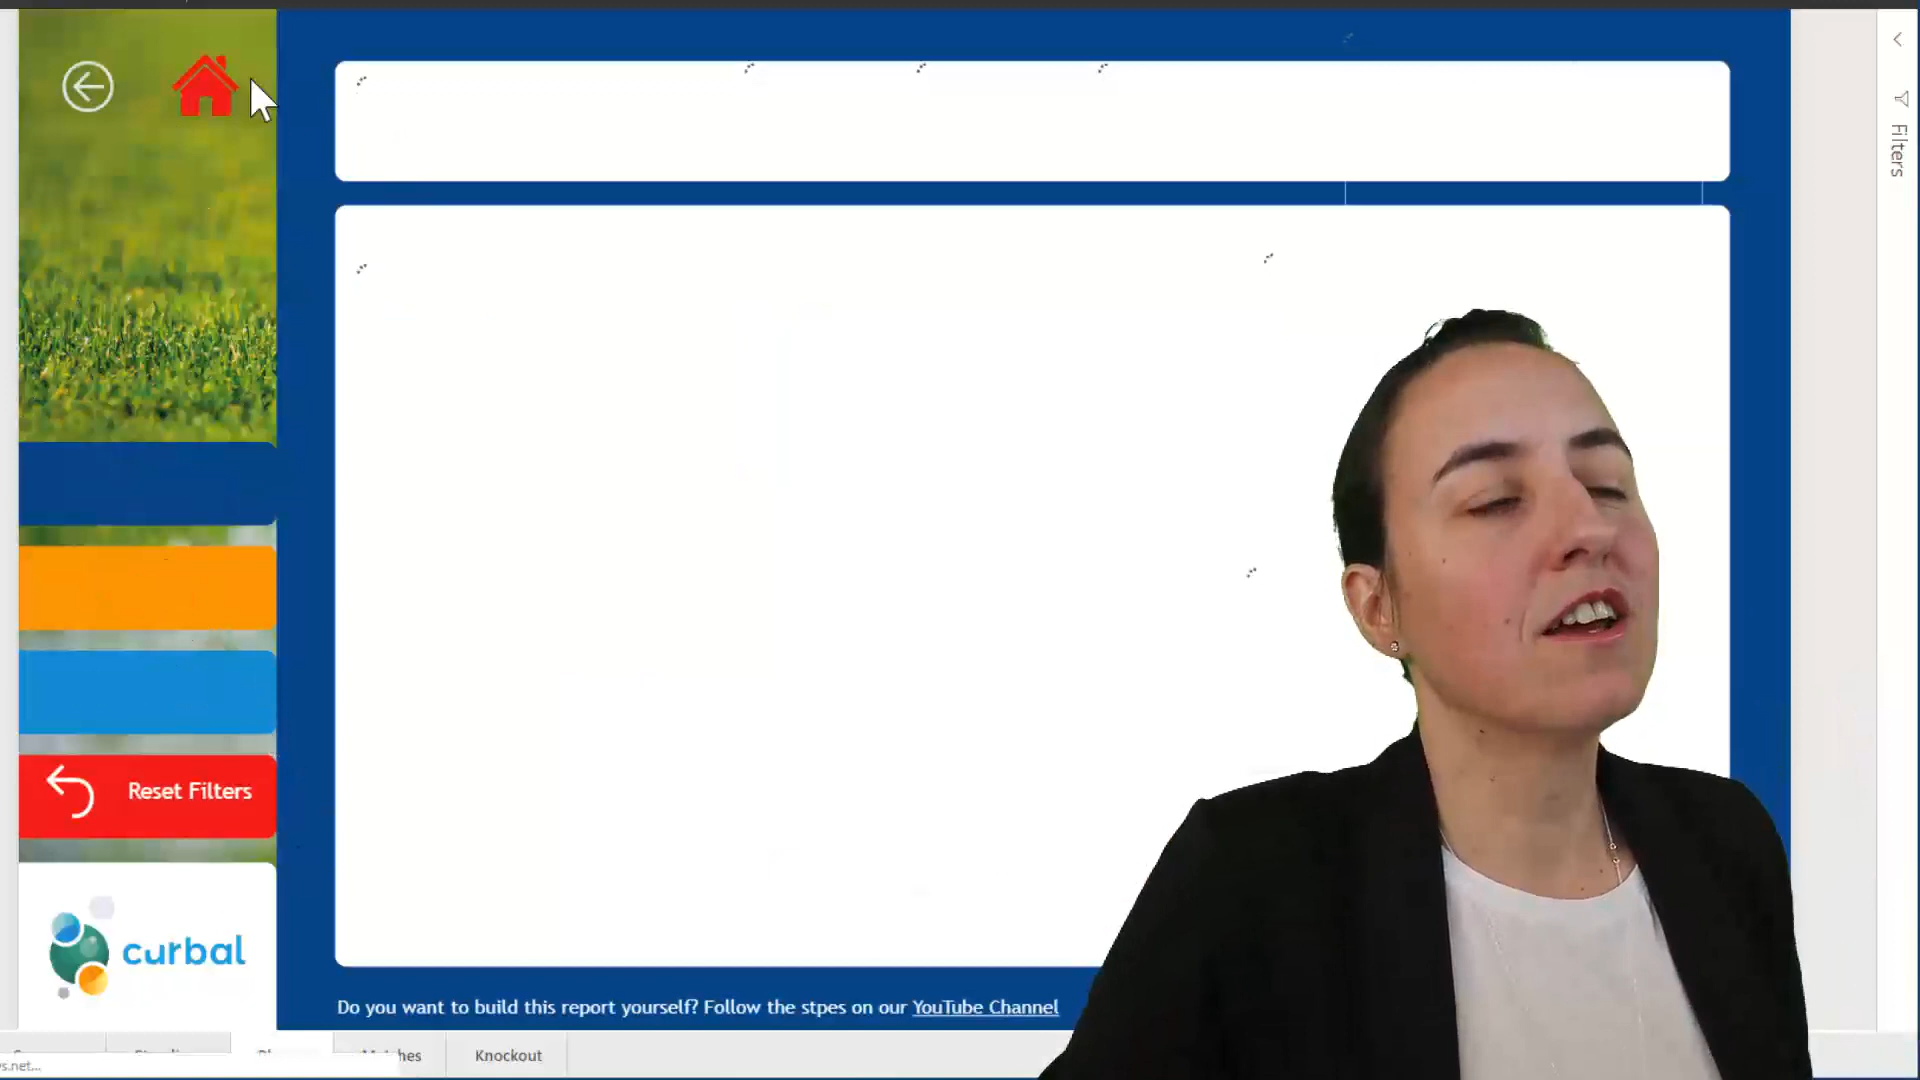 Filters
Reset Filters
curbal
Do you want to build this report yourself? Follow the stpes on our YouTube Channel
Knockout
s.net...